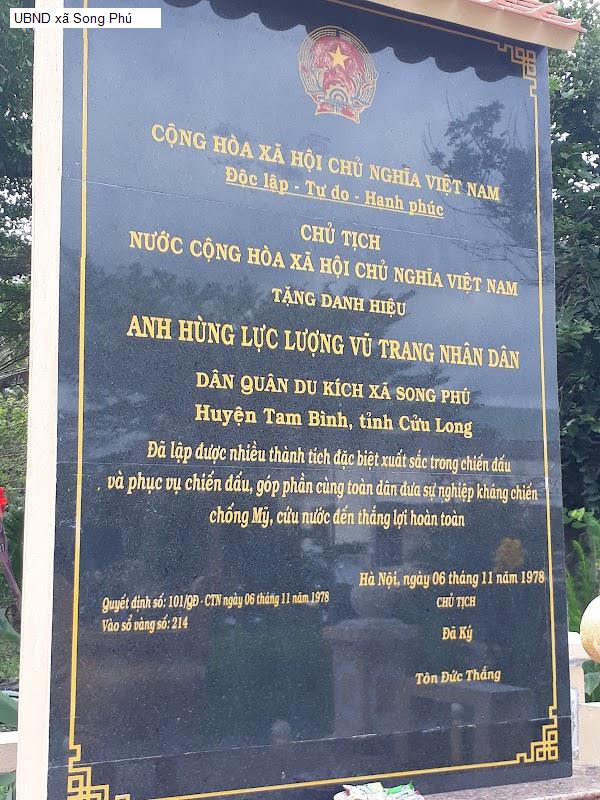 UBND xã Song Phú
CỘNG HÒA XÃ HỘI CHỦ NGHĨA VIỆT NAM
Độc lập - Tự do - Hạnh phúc
CHỦ TỊCH
NƯỚC CỘNG HÒA XÃ HỘI CHỦ NGHĨA VIỆT NAM
TẶNG DANH HIỆU
ANH HÙNG LỰC LƯỢNG VŨ TRANG NHÂN DÂN
DÂN QUÂN DU KÍCH XÃ SONG PHÚ
Huyện Tam Bình, tỉnh Cửu Long
Đã lập được nhiều thành tích đặc biệt xuất sắc trong chiến đấu
và phục vụ chiến đấu, góp phần cùng toàn dân đưa sự nghiệp kháng chiến
chống Mỹ, cứu nước đến thắng lợi hoàn toàn
Hà Nội, ngày 06 tháng 11 năm 1978
Quyết định số: 101/QĐ - CTN ngày 06 tháng 11 năm 1978
CHỦ TỊCH
Vào sổ vàng số: 214
Đã Ký
Tôn Đức Thắng